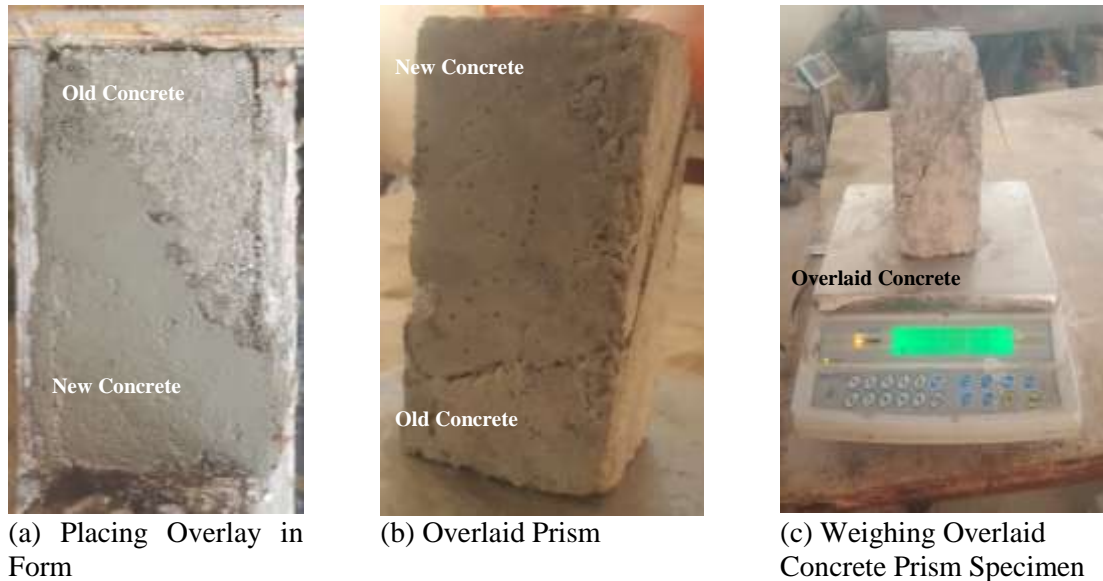 Old Concrete
New Concrete
New Concrete
Old Concrete
Overlaid Concrete
(a) Placing Overlay in
Form
(b) Overlaid Prism
(c) Weighing Overlaid
Concrete Prism Specimen